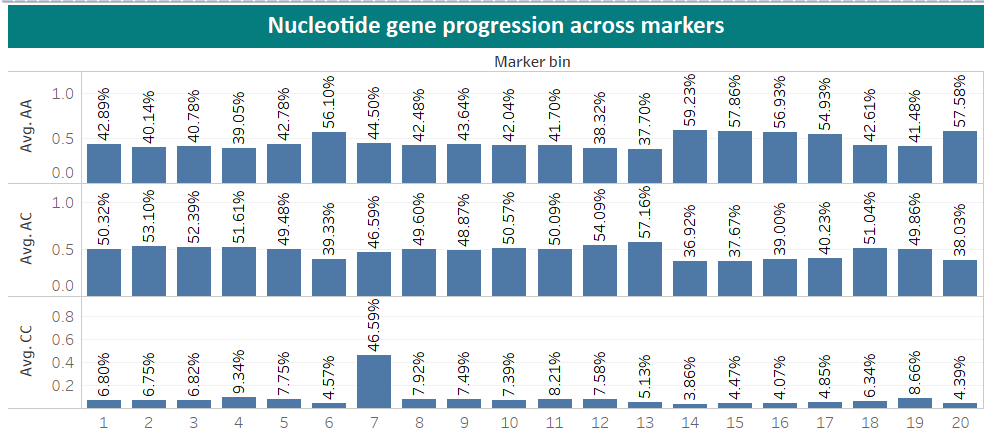 Nucleotide gene progression across markers
Marker bin
Avg. AA
1.0
0.5
0.0
42.89% 40.14% 40.78% 39.05% 42.78% 56.10% 44.50% 42.48% 43.64% 42.04% 41.70% 38.32% 37.70% 59.23% 57.86% 56.93% 54.93% 42.61% 41.48% 57.58%
Avg. AC
1.0
0.5
0.0
50.32% 53.10% 52.39% 51.61% 49.48% 39.33% 46.59% 49.60% 48.87% 50.57% 50.09% 54.09% 57.16% 36.92% 37.67% 39.00% 40.23% 51.04% 49.86% 38.03%
Avg. CC
0.8
0.6
0.4
0.2
6.80% 6.75% 6.82% 9.34% 7.75% 4.57% 46.59% 7.92% 7.49% 7.39% 8.21% 7.58% 5.13% 3.86% 4.47% 4.07% 4.85% 6.34% 8.66% 4.39%
1 2 3 4 5 6 7 8 9 10 11 12 13 14 15 16 17 18 19 20